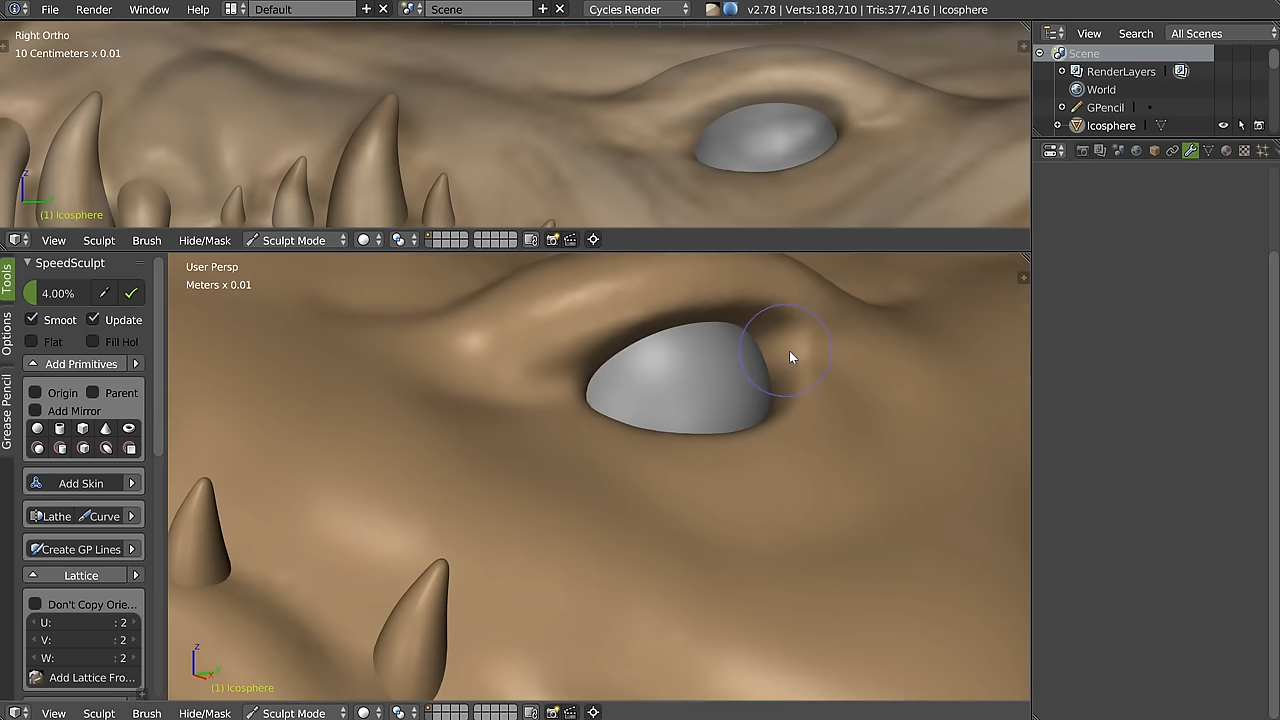 File Render Window Help Default Scene Cycles Render v2.78 | Verts:188,710 | Tris:377,416 | Icosphere
Right Ortho
10 Centimeters x 0.01
z
(1) Icosphere
View Sculpt Brush Hide/Mask Sculpt Mode
View Search All Scenes
Scene
RenderLayers
World
GPencil
Icosphere
Tools
Options
Grease Pencil
SpeedSculpt
4.00%
Smoot Update
Flat Fill Hol
Add Primitives
Origin Parent
Add Mirror
Add Skin
Lathe Curve
Create GP Lines
Lattice
Don't Copy Orie...
U: : 2
V: : 2
W: : 2
Add Lattice Fro...
User Persp
Meters x 0.01
z
(1) Icosphere
View Sculpt Brush Hide/Mask Sculpt Mode